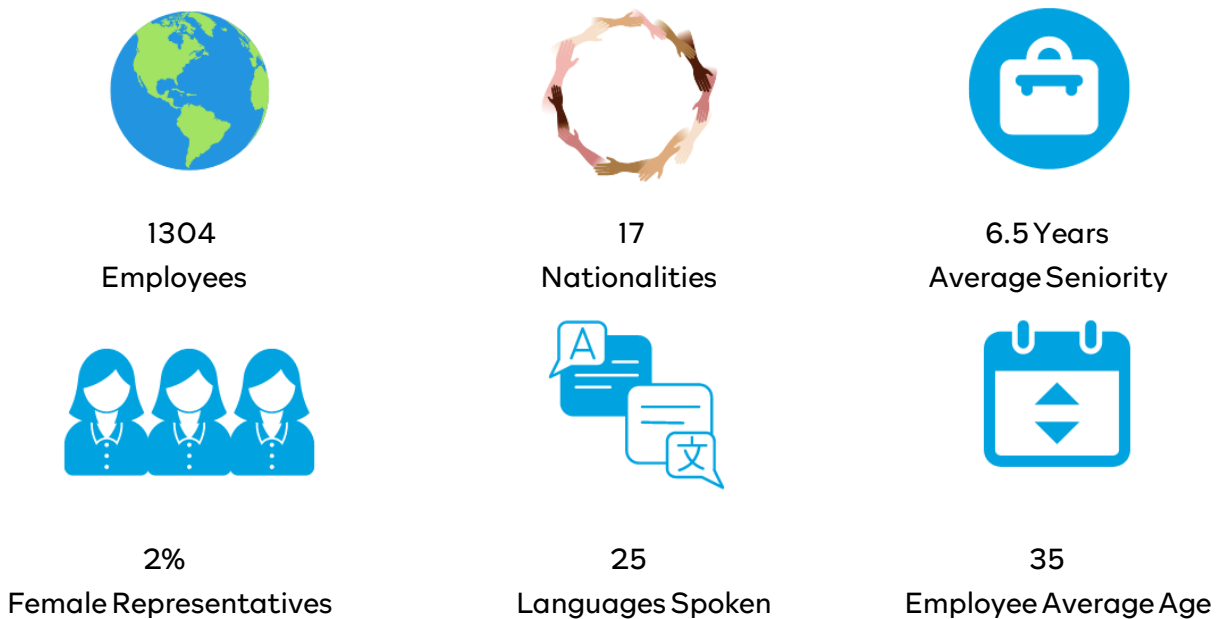 1304
Employees
17
Nationalities
6.5 Years
Average Seniority
A
文
2%
Female Representatives
25
Languages Spoken
35
Employee Average Age